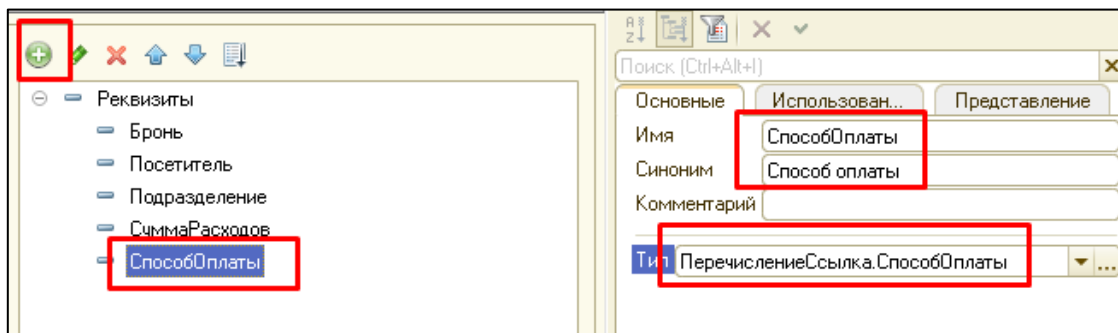 Реквизиты
Бронь
Посетитель
Подразделение
СуммаРасходов
СпособОплаты
Поиск (Ctrl+Alt+I)
Основные Использован... Представление
Имя СпособОплаты
Синоним Способ оплаты
Комментарий
Тип ПеречислениеСсылка.СпособОплаты ...